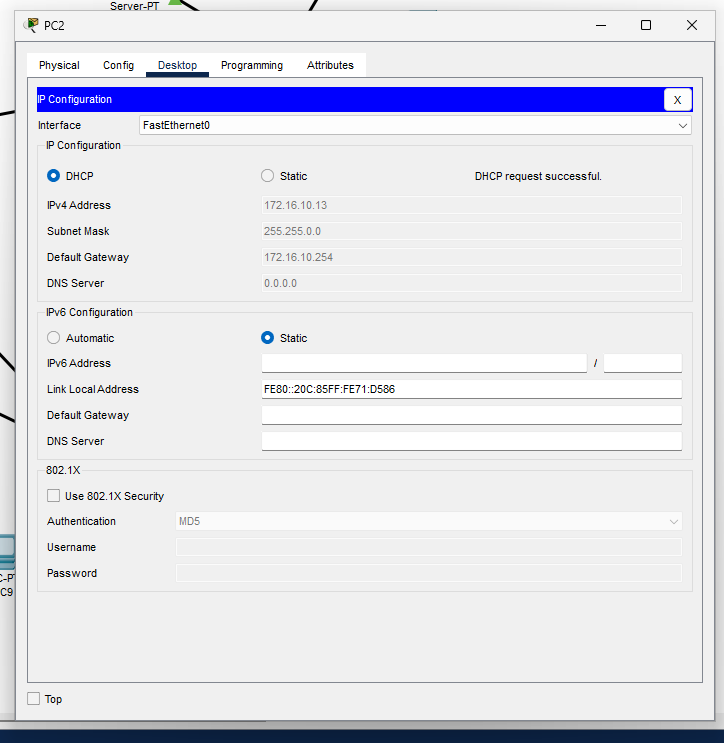 Server-PT
PC2
Physical Config Desktop Programming Attributes
IP Configuration X
Interface FastEthernet0
IP Configuration
DHCP Static DHCP request successful.
IPv4 Address 172.16.10.13
Subnet Mask 255.255.0.0
Default Gateway 172.16.10.254
DNS Server 0.0.0.0
IPv6 Configuration
Automatic Static
IPv6 Address /
Link Local Address FE80::20C:85FF:FE71:D586
Default Gateway
DNS Server
802.1X
Use 802.1X Security
Authentication MD5
Username
Password
C-PT
C9
Top